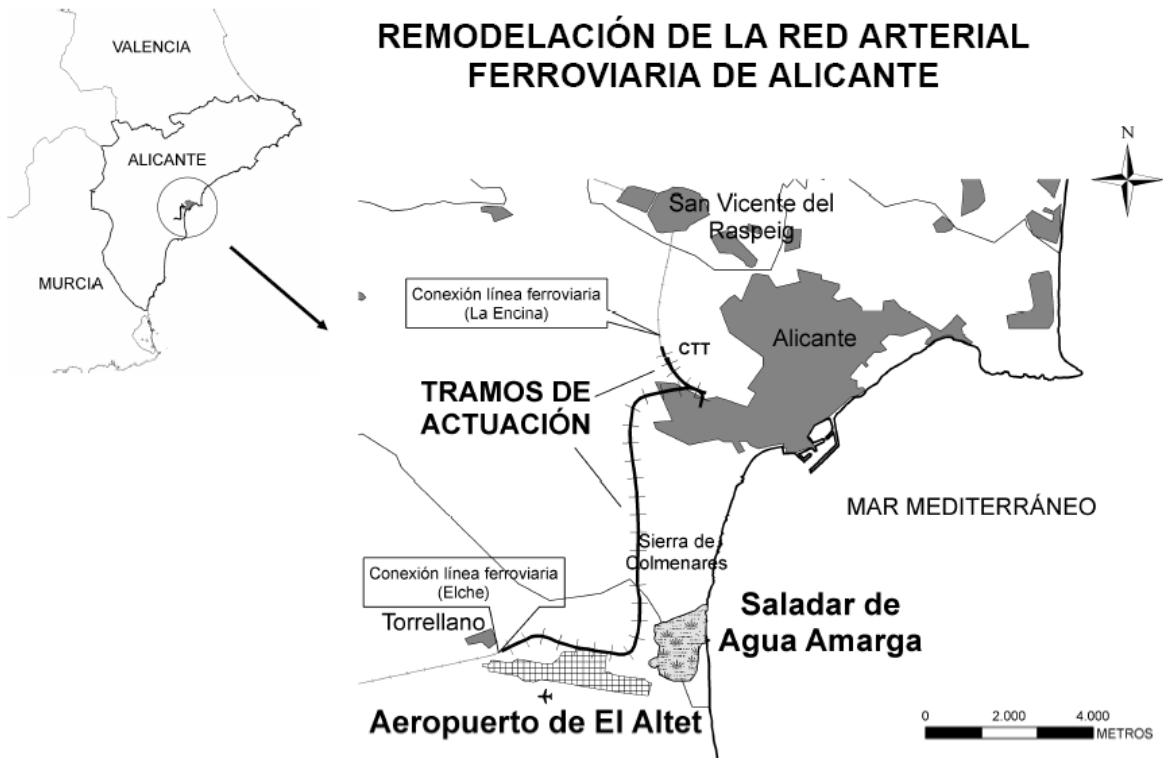 REMODELACIÓN DE LA RED ARTERIAL
FERROVIARIA DE ALICANTE
VALENCIA
ALICANTE
MURCIA
N
San Vicente del
Raspeig
Conexión línea ferroviaria
(La Encina)
CTT
Alicante
TRAMOS DE
ACTUACIÓN
MAR MEDITERRÁNEO
Sierra de
Colmenares
Conexión línea ferroviaria
(Elche)
Torrellano
Saladar de
Agua Amarga
Aeropuerto de El Altet
0 2.000 4.000
METROS